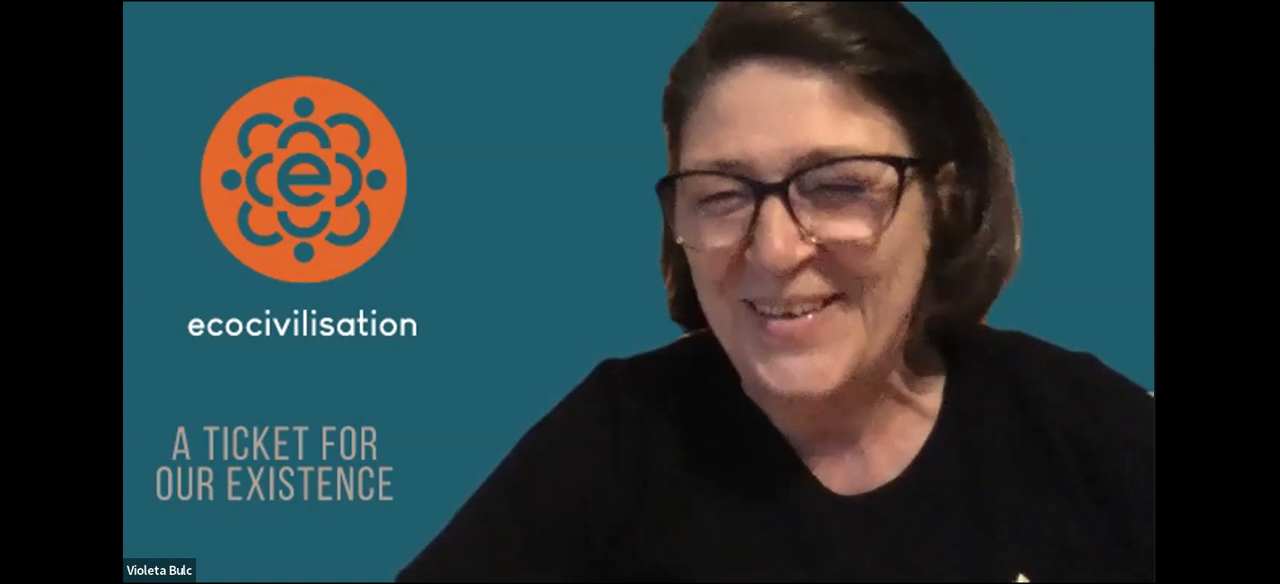 e
ecocivilisation
A TICKET FOR
OUR EXISTENCE
Violeta Bulc